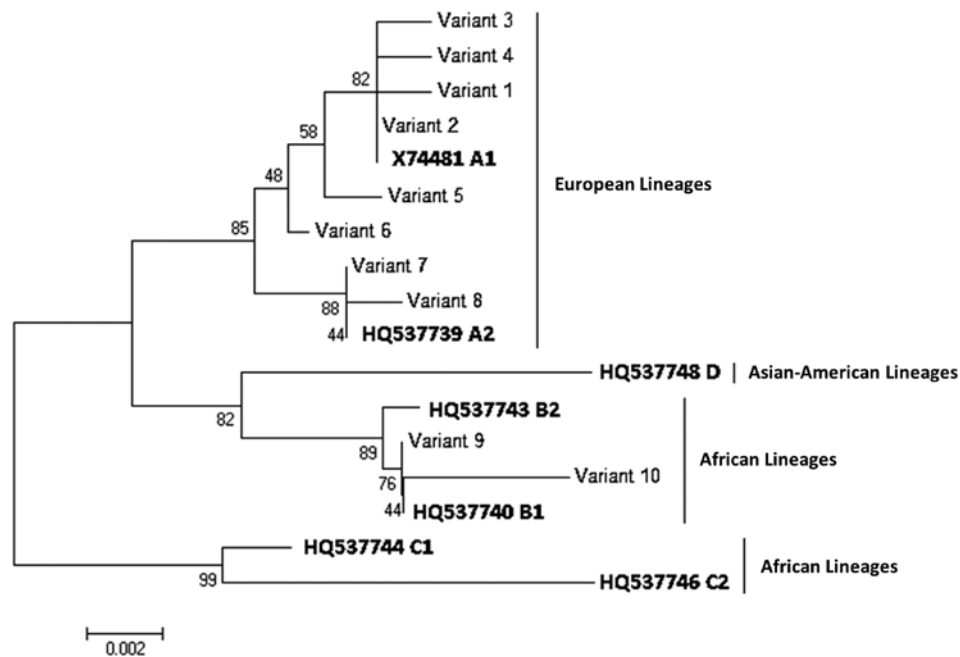 Variant 3
Variant 4
82
Variant 1
58
Variant 2
X74481 A1
48
European Lineages
Variant 5
85
Variant 6
Variant 7
88
Variant 8
44
HQ537739 A2
HQ537748 D
Asian-American Lineages
82
HQ537743 B2
Variant 9
89
African Lineages
76
Variant 10
44
HQ537740 B1
HQ537744 C1
African Lineages
99
HQ537746 C2
0.002